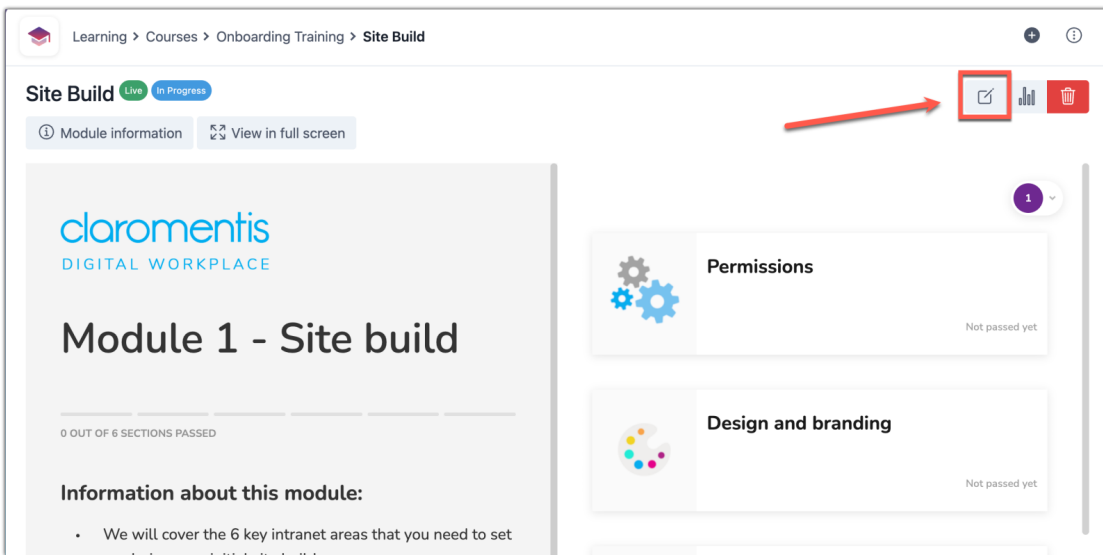 Learning > Courses > Onboarding Training > Site Build
Site Build Live In Progress
Module information View in full screen
claromentis
DIGITAL WORKPLACE
Module 1 - Site build
0 OUT OF 6 SECTIONS PASSED
Information about this module:
• We will cover the 6 key intranet areas that you need to set
1
Permissions
Not passed yet
Design and branding
Not passed yet